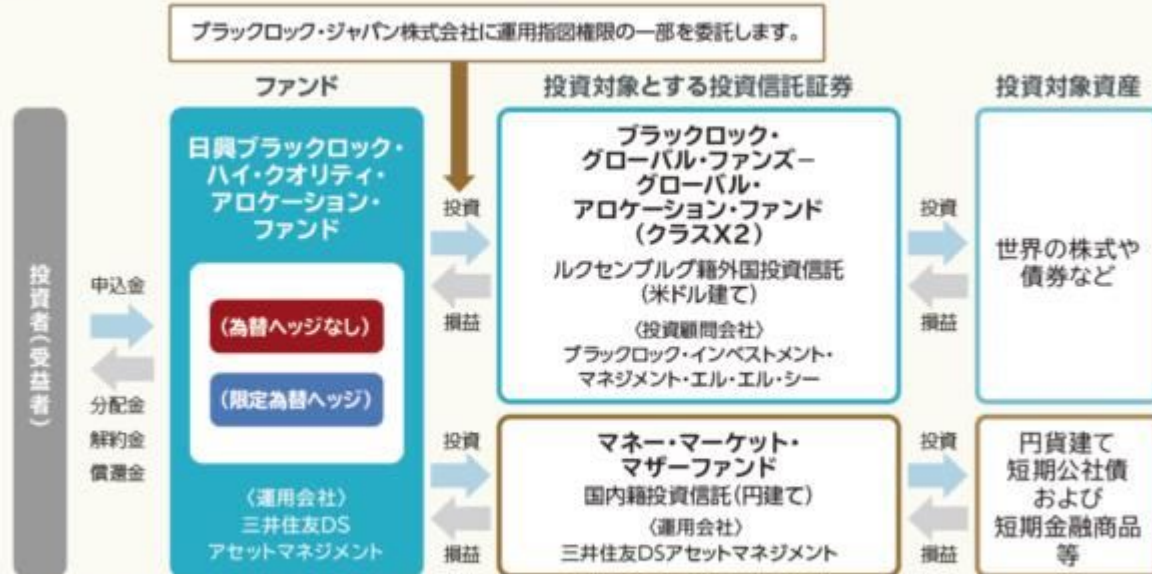 ブラックロック・ジャパン株式会社に運用指図権限の一部を委託します。
ファンド
投資対象とする投資信託証券
投資対象資産
投資者(受益者)
申込金
分配金
解約金
償還金
日興ブラックロック・
ハイ・クオリティ・
アロケーション・
ファンド
(為替ヘッジなし)
(限定為替ヘッジ)
〈運用会社〉
三井住友DS
アセットマネジメント
投資
損益
ブラックロック・
グローバル・ファンズ－
グローバル・
アロケーション・ファンド
(クラスX2)
ルクセンブルグ籍外国投資信託
(米ドル建て)
〈投資顧問会社〉
ブラックロック・インベストメント・
マネジメント・エル・エル・シー
投資
損益
世界の株式や
債券など
投資
損益
マネー・マーケット・
マザーファンド
国内籍投資信託(円建て)
〈運用会社〉
三井住友DSアセットマネジメント
投資
損益
円貨建て
短期公社債
および
短期金融商品
等